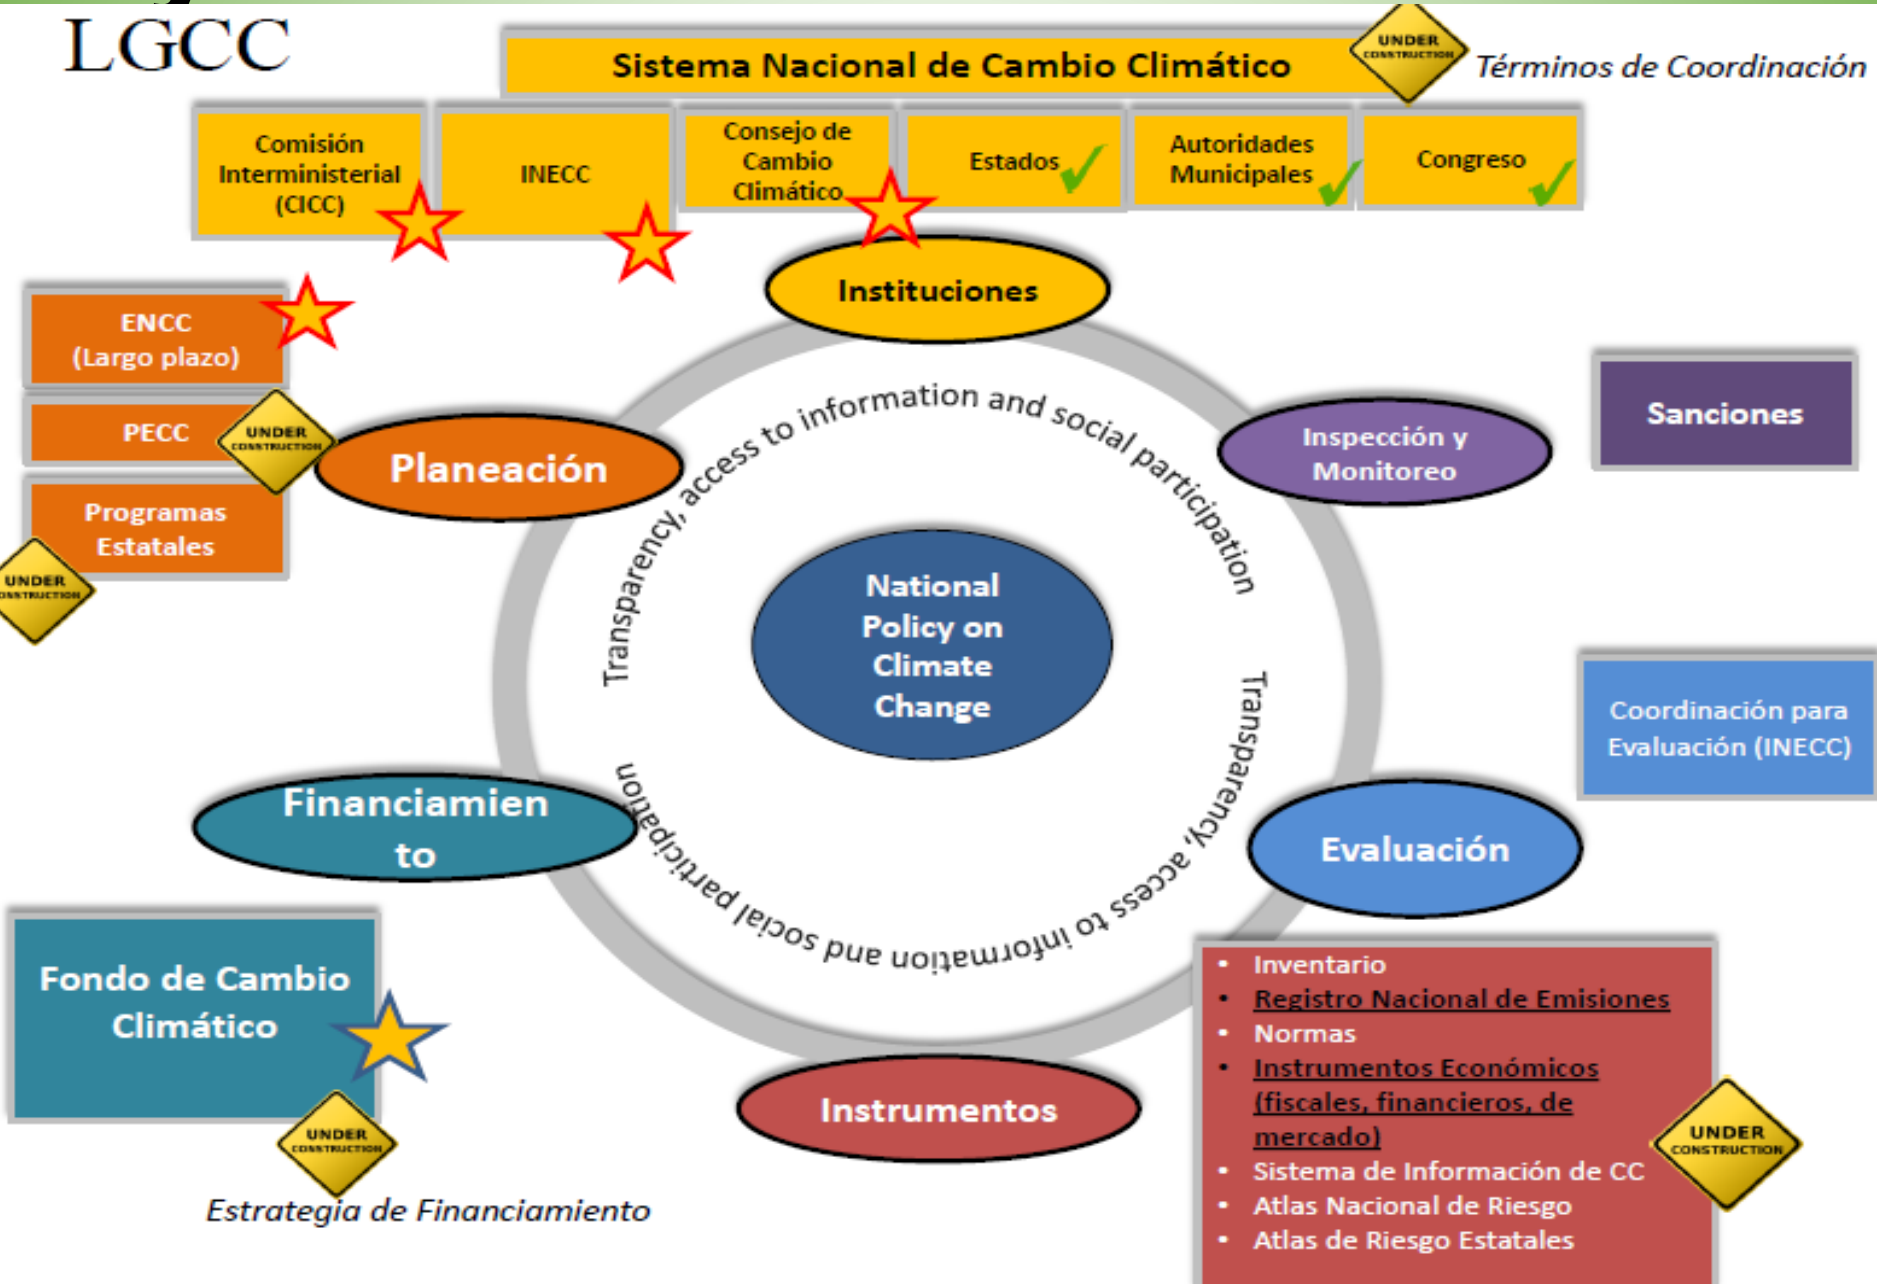 LGCC
Sistema Nacional de Cambio Climático
UNDER
CONSTRUCTION
Términos de Coordinación
Comisión
Interministerial
(CICC)
INECC
Consejo de
Cambio
Climático
Estados
Autoridades
Municipales
Congreso
Instituciones
ENCC
(Largo plazo)
PECC
UNDER
CONSTRUCTION
Programas
Estatales
UNDER
CONSTRUCTION
Planeación
Transparency, access to information and social participation
Inspección y
Monitoreo
Sanciones
National
Policy on
Climate
Change
Transparency, access to information and social participation
Coordinación para
Evaluación (INECC)
Financiamien
to
Evaluación
Fondo de Cambio
Climático
UNDER
CONSTRUCTION
Estrategia de Financiamiento
Instrumentos
• Inventario
• Registro Nacional de Emisiones
• Normas
• Instrumentos Económicos
(fiscales, financieros, de
mercado)
• Sistema de Información de CC
• Atlas Nacional de Riesgo
• Atlas de Riesgo Estatales
UNDER
CONSTRUCTION